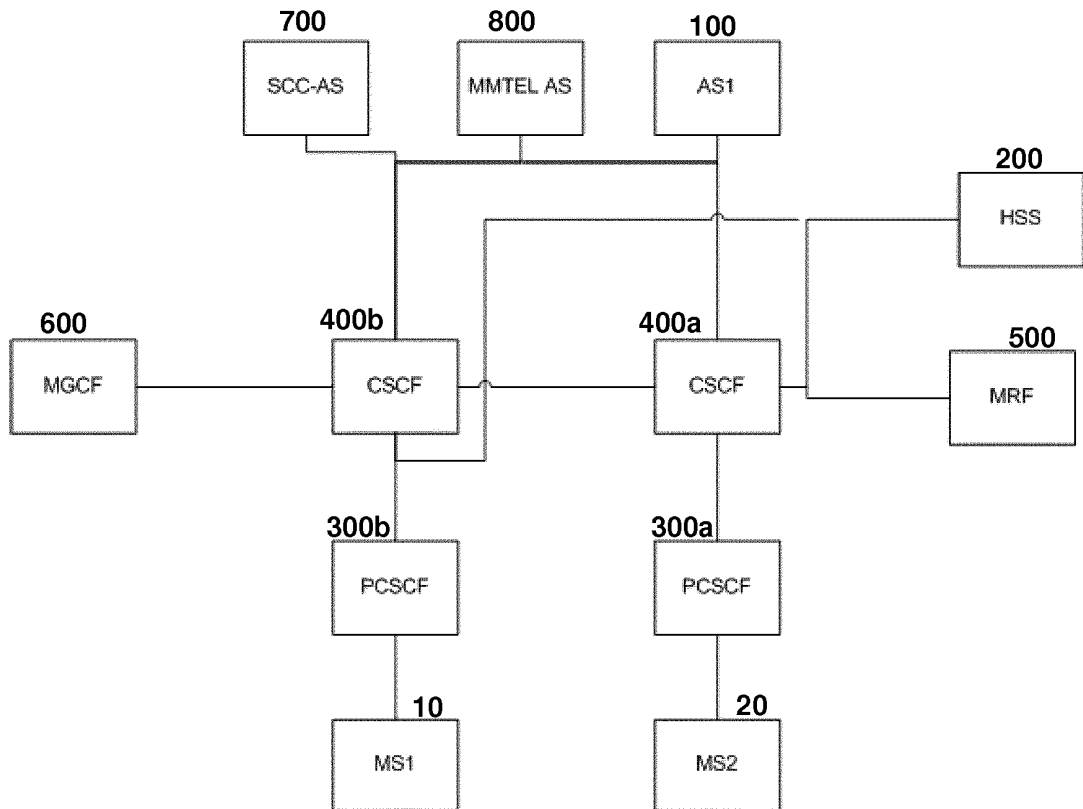 700
800
100
SCC-AS
MMTEL AS
AS1
200
HSS
600
400b
400a
500
MGCF
CSCF
CSCF
MRF
300b
300a
PCSCF
PCSCF
10
20
MS1
MS2